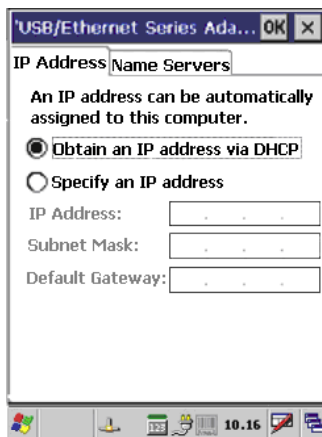 'USB/Ethernet Series Ada... OK ×
IP Address Name Servers
An IP address can be automatically
assigned to this computer.
Obtain an IP address via DHCP
Specify an IP address
IP Address: . . .
Subnet Mask: . . .
Default Gateway: . . .
123 10.16